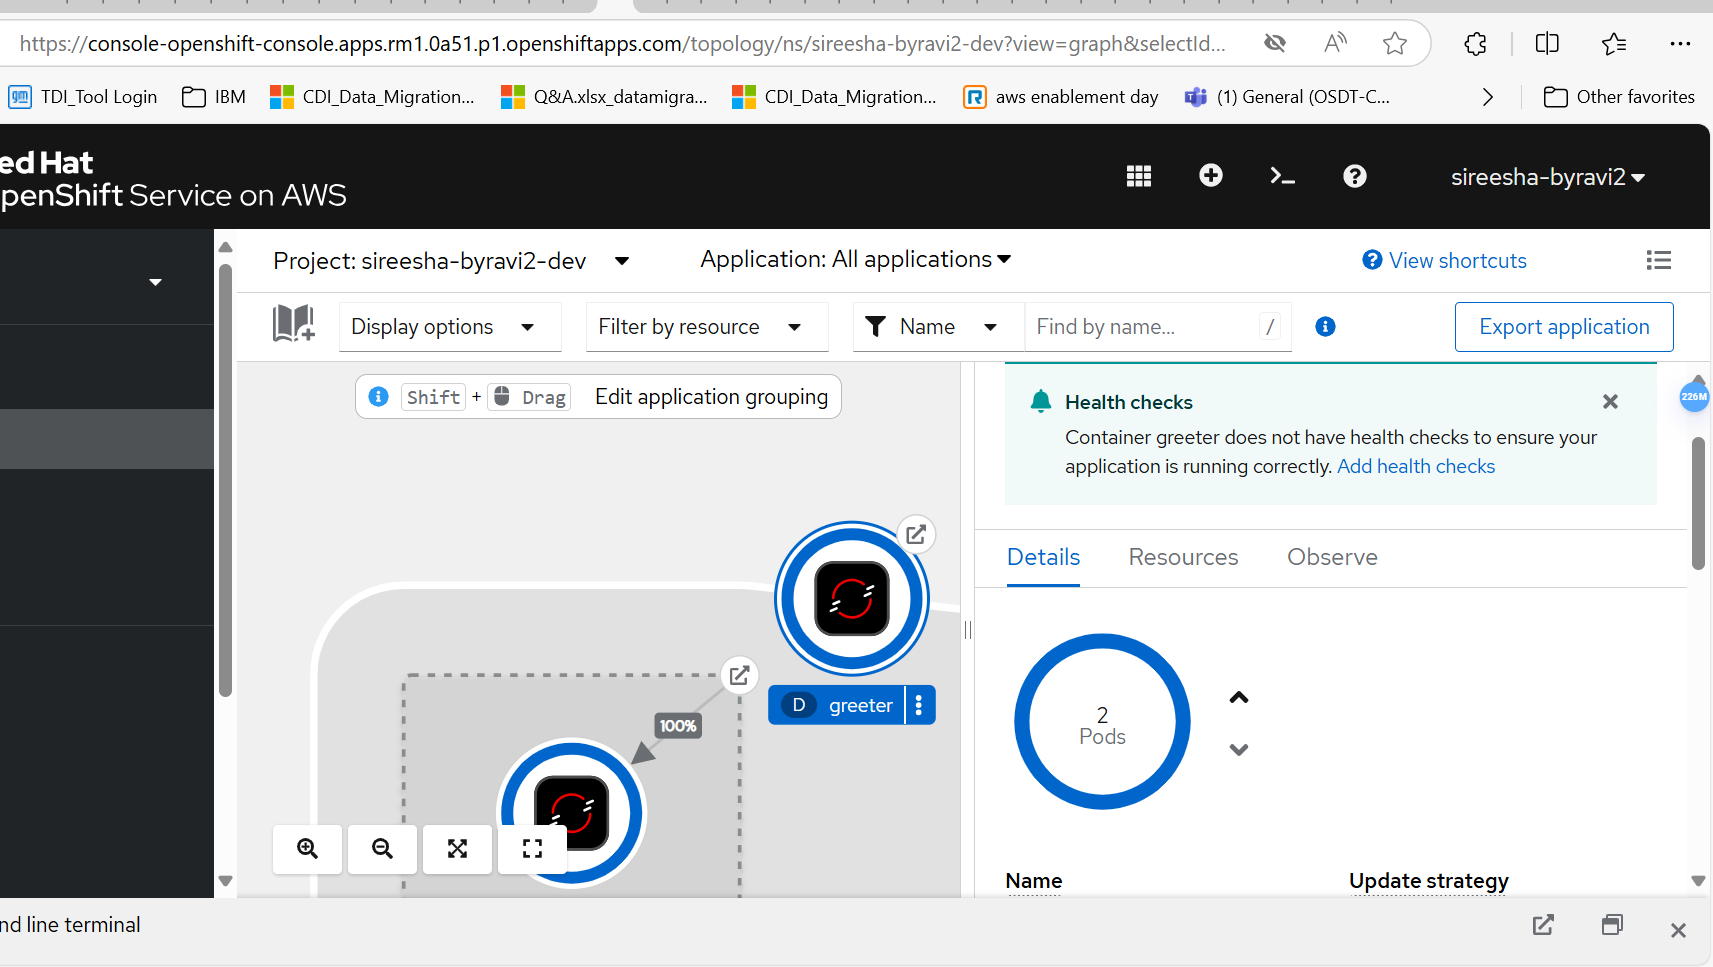 https://console-openshift-console.apps.rm1.0a51.p1.openshiftapps.com/topology/ns/sireesha-byravi2-dev?view=graph&selectId...
gm TDI_Tool Login IBM CDI_Data_Migration... Q&A.xlsx_datamigra... CDI_Data_Migration... aws enablement day (1) General (OSDT-C... Other favorites
ed Hat
penShift Service on AWS
sireesha-byravi2
Project: sireesha-byravi2-dev Application: All applications View shortcuts
Display options Filter by resource Name Find by name... / Export application
Shift + Drag Edit application grouping
Health checks
Container greeter does not have health checks to ensure your
application is running correctly. Add health checks
226M
Details Resources Observe
D greeter
100%
2
Pods
Name Update strategy
nd line terminal